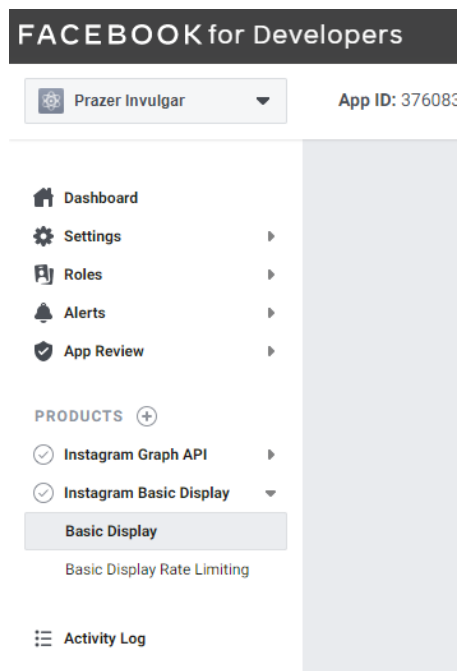 FACEBOOK for Developers
Prazer Invulgar
App ID: 376083
Dashboard
Settings
Roles
Alerts
App Review
PRODUCTS
Instagram Graph API
Instagram Basic Display
Basic Display
Basic Display Rate Limiting
Activity Log